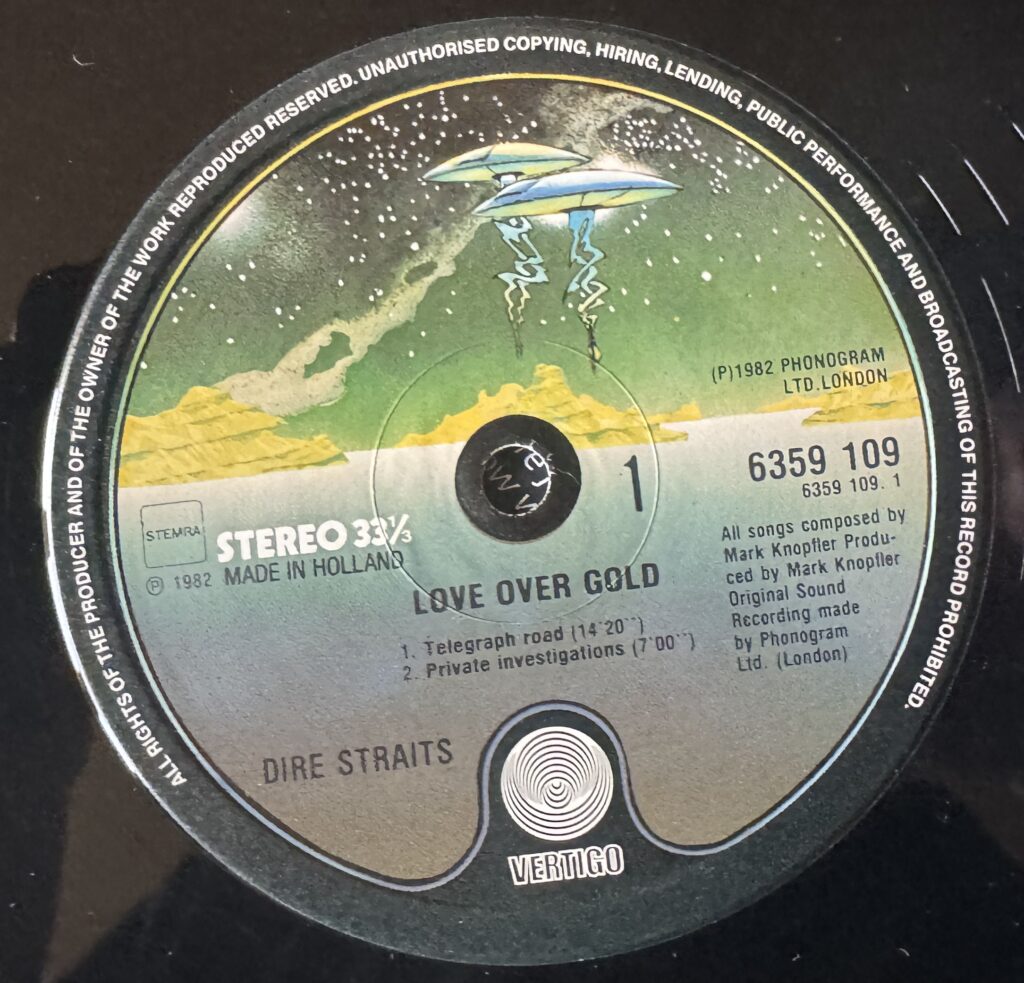 ALL RIGHTS OF THE PRODUCER AND OF THE OWNER OF THE WORK REPRODUCED RESERVED. UNAUTHORISED COPYING, HIRING, LENDING, PUBLIC PERFORMANCE AND BROADCASTING OF THIS RECORD PROHIBITED.
(P)1982 PHONOGRAM
LTD.LONDON
1
6359 109
6359 109.1
STEMRA
STEREO 33⅓
Ⓟ 1982 MADE IN HOLLAND
All songs composed by
Mark Knopfler Produ-
ced by Mark Knopfler
Original Sound
Recording made
by Phonogram
Ltd. (London)
LOVE OVER GOLD
1. Telegraph road (14'20'')
2. Private investigations (7'00'')
DIRE STRAITS
VERTIGO